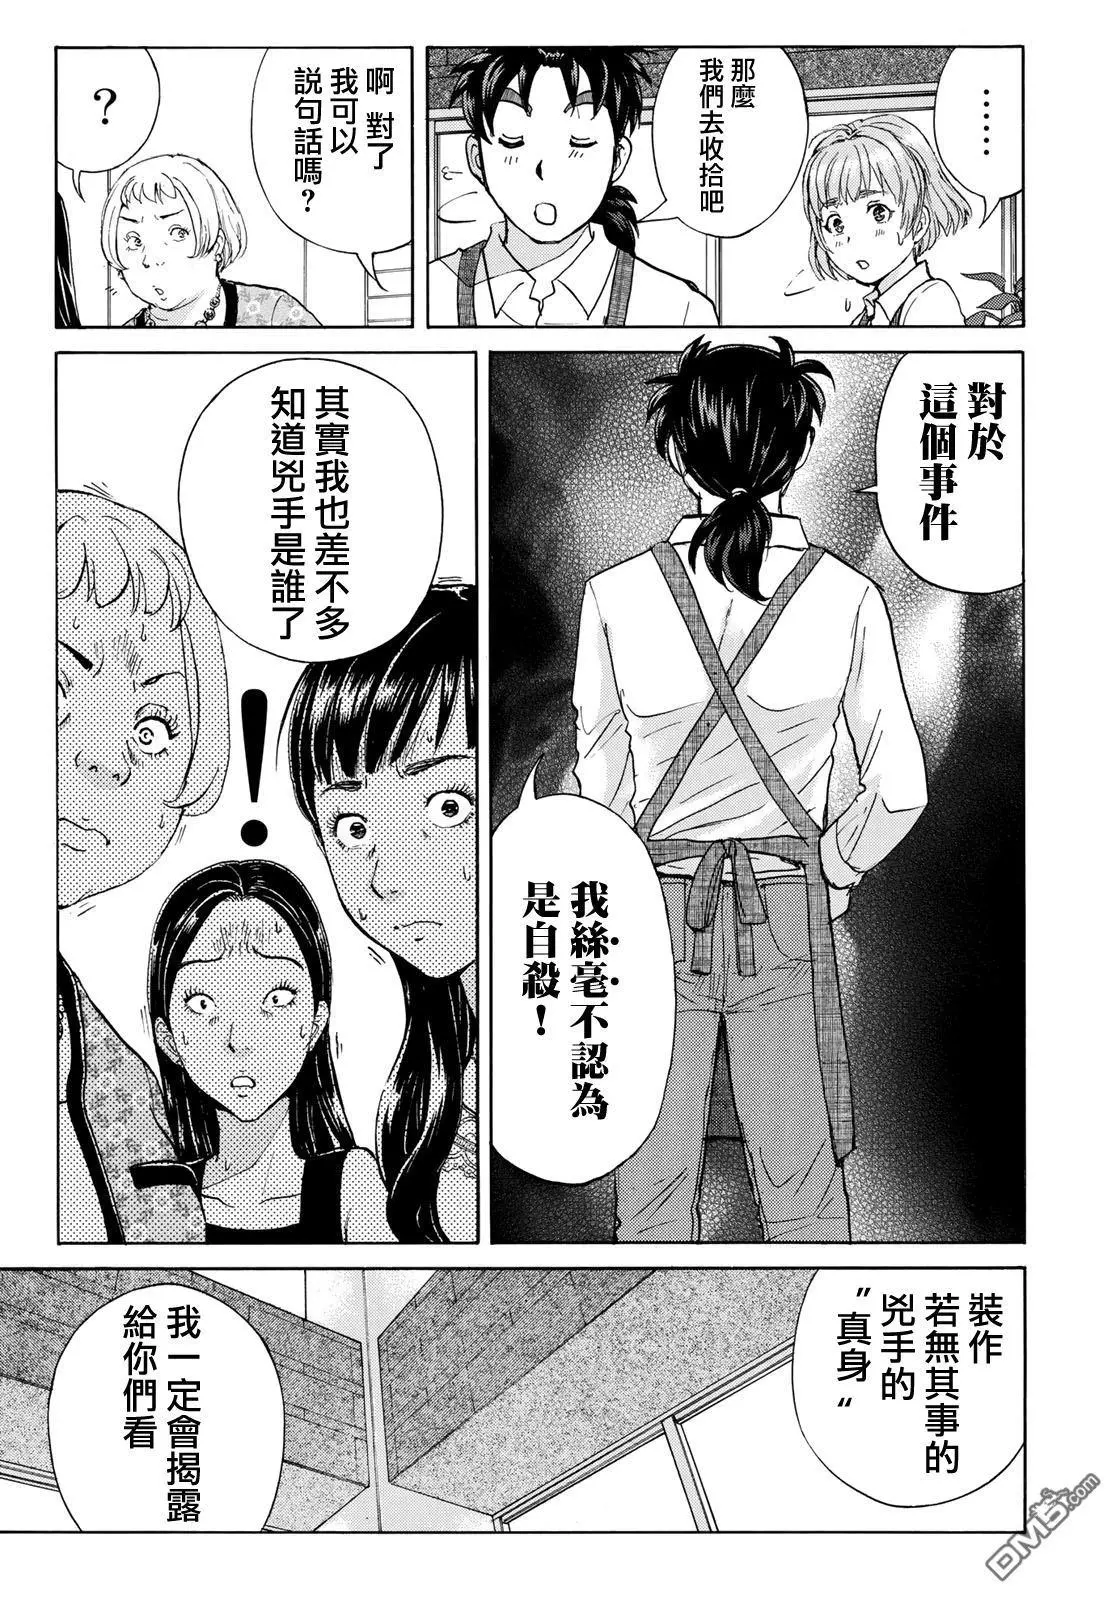 ……
那麼
我們去收拾吧
啊 對了
我可以
説句話嗎?
?
對於
這個事件
我絲毫不認為
是自殺!
其實我也差不多
知道兇手是誰了
!
裝作
若無其事的
兇手的
"真身"
我一定會揭露
給你們看
DM5.com